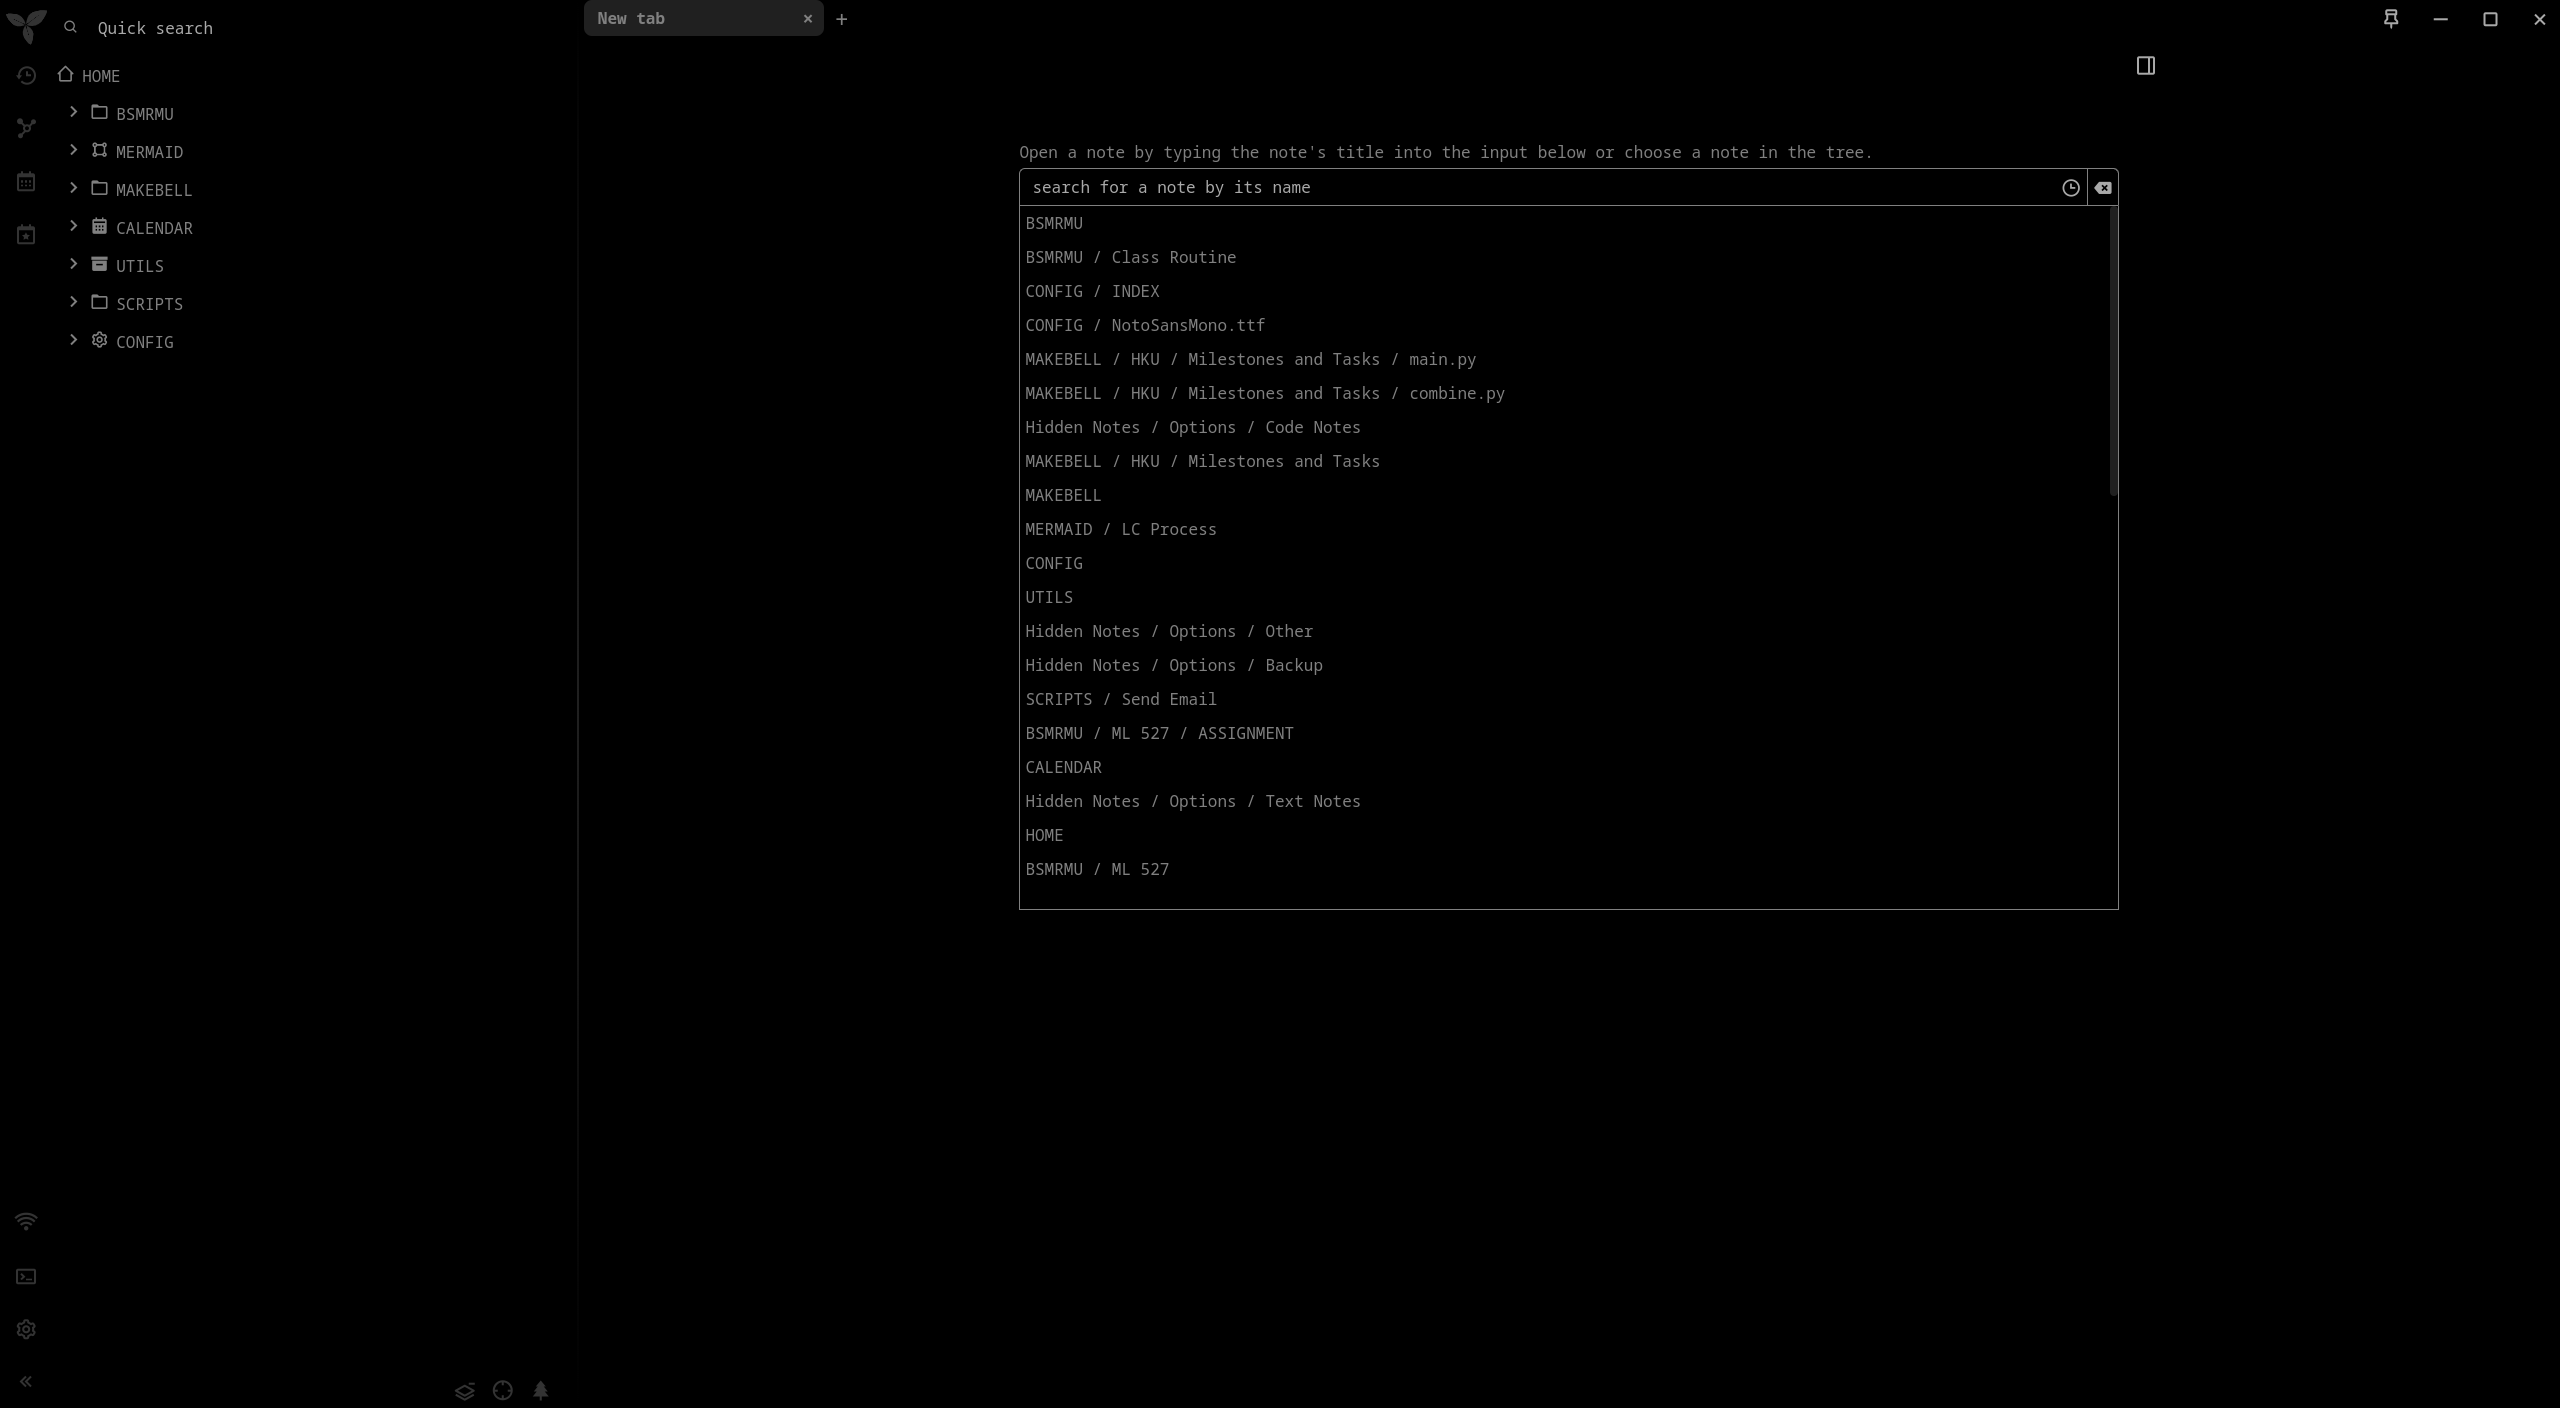 Quick search
New tab
HOME
BSMRMU
MERMAID
MAKEBELL
CALENDAR
UTILS
SCRIPTS
CONFIG
Open a note by typing the note's title into the input below or choose a note in the tree.
search for a note by its name
BSMRMU
BSMRMU / Class Routine
CONFIG / INDEX
CONFIG / NotoSansMono.ttf
MAKEBELL / HKU / Milestones and Tasks / main.py
MAKEBELL / HKU / Milestones and Tasks / combine.py
Hidden Notes / Options / Code Notes
MAKEBELL / HKU / Milestones and Tasks
MAKEBELL
MERMAID / LC Process
CONFIG
UTILS
Hidden Notes / Options / Other
Hidden Notes / Options / Backup
SCRIPTS / Send Email
BSMRMU / ML 527 / ASSIGNMENT
CALENDAR
Hidden Notes / Options / Text Notes
HOME
BSMRMU / ML 527